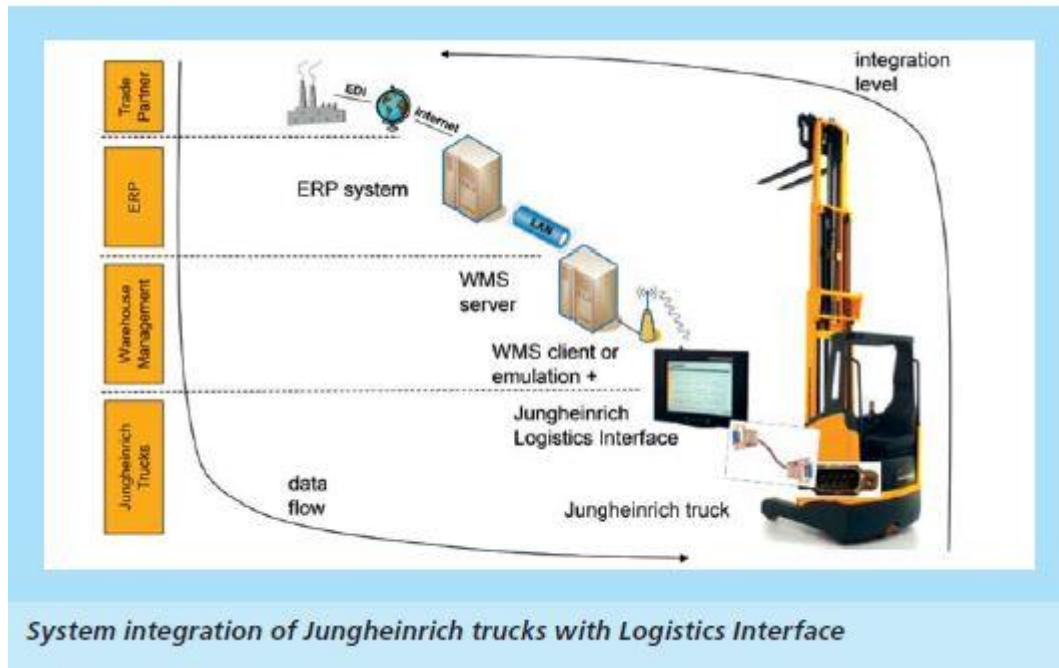 integration
level
Trade
Partner
EDI
Internet
ERP
ERP system
LAN
Warehouse
Management
WMS
server
WMS client or
emulation +
Jungheinrich
Logistics Interface
Jungheinrich
Trucks
data
flow
Jungheinrich truck
System integration of Jungheinrich trucks with Logistics Interface